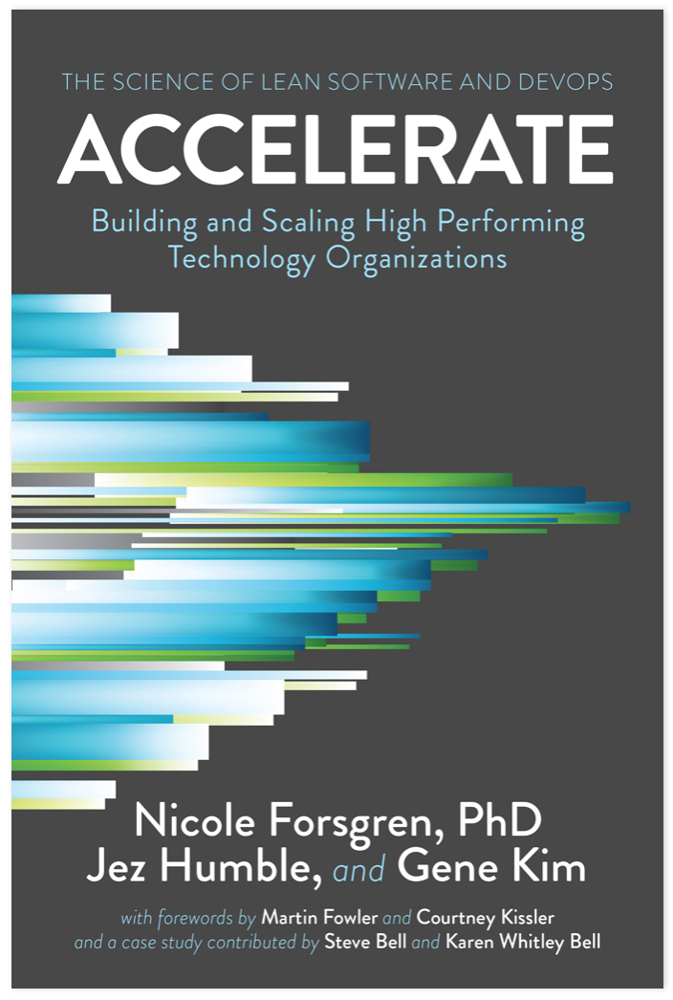 THE SCIENCE OF LEAN SOFTWARE AND DEVOPS
ACCELERATE
Building and Scaling High Performing
Technology Organizations
Nicole Forsgren, PhD
Jez Humble, and Gene Kim
with forewords by Martin Fowler and Courtney Kissler
and a case study contributed by Steve Bell and Karen Whitley Bell